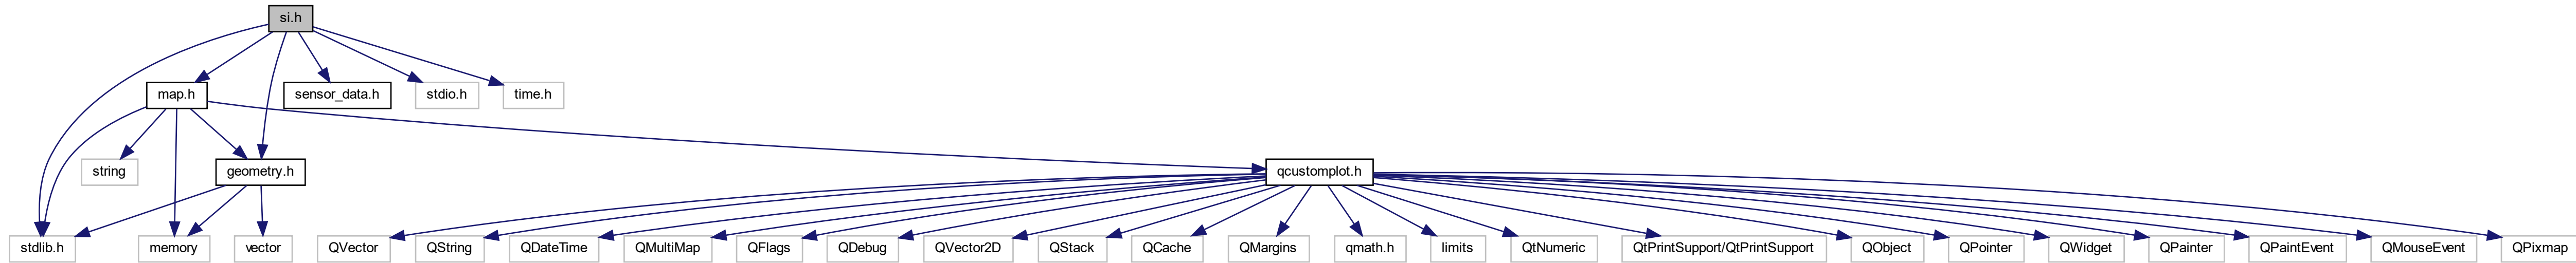 si.h
map.h
sensor_data.h
stdio.h
time.h
string
geometry.h
qcustomplot.h
stdlib.h
memory
vector
QVector
QString
QDateTime
QMultiMap
QFlags
QDebug
QVector2D
QStack
QCache
QMargins
qmath.h
limits
QtNumeric
QtPrintSupport/QtPrintSupport
QObject
QPointer
QWidget
QPainter
QPaintEvent
QMouseEvent
QPixmap